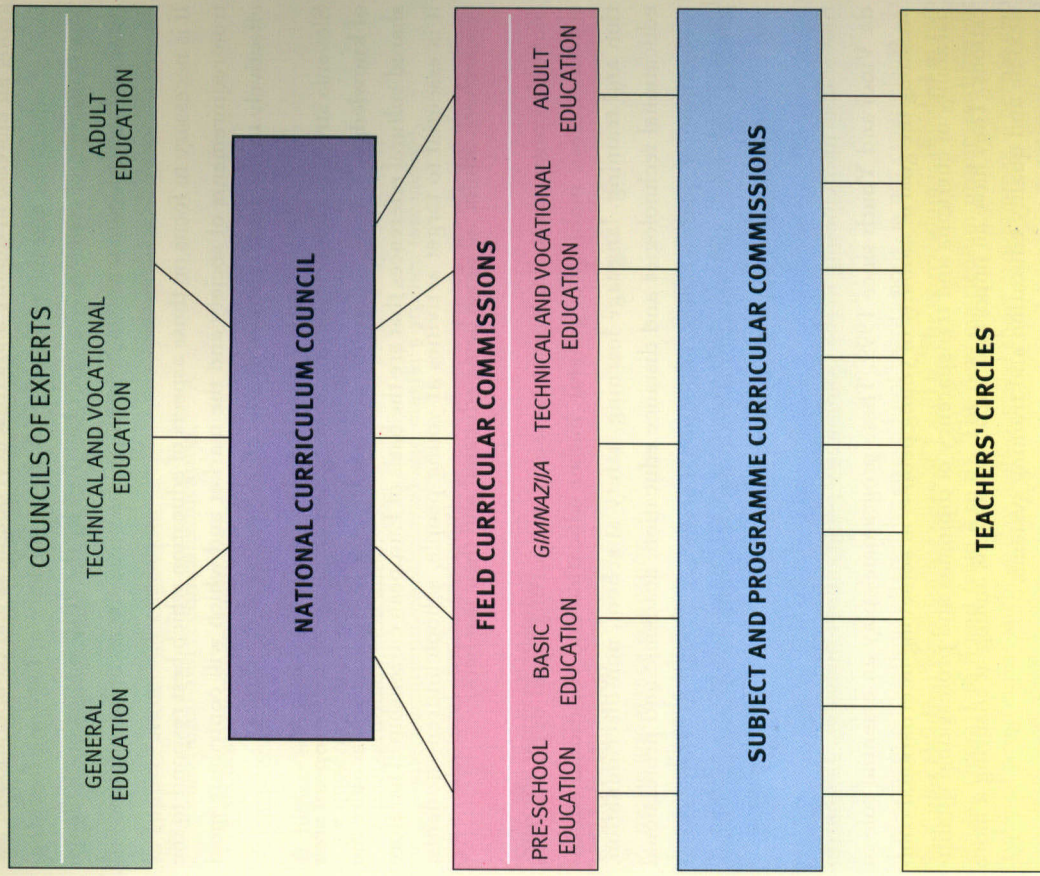 COUNCILS OF EXPERTS
GENERAL
EDUCATION
TECHNICAL AND VOCATIONAL
EDUCATION
ADULT
EDUCATION
NATIONAL CURRICULUM COUNCIL
FIELD CURRICULAR COMMISSIONS
PRE-SCHOOL
EDUCATION
BASIC
EDUCATION
GIMNAZIJA
TECHNICAL AND VOCATIONAL
EDUCATION
ADULT
EDUCATION
SUBJECT AND PROGRAMME CURRICULAR COMMISSIONS
TEACHERS' CIRCLES